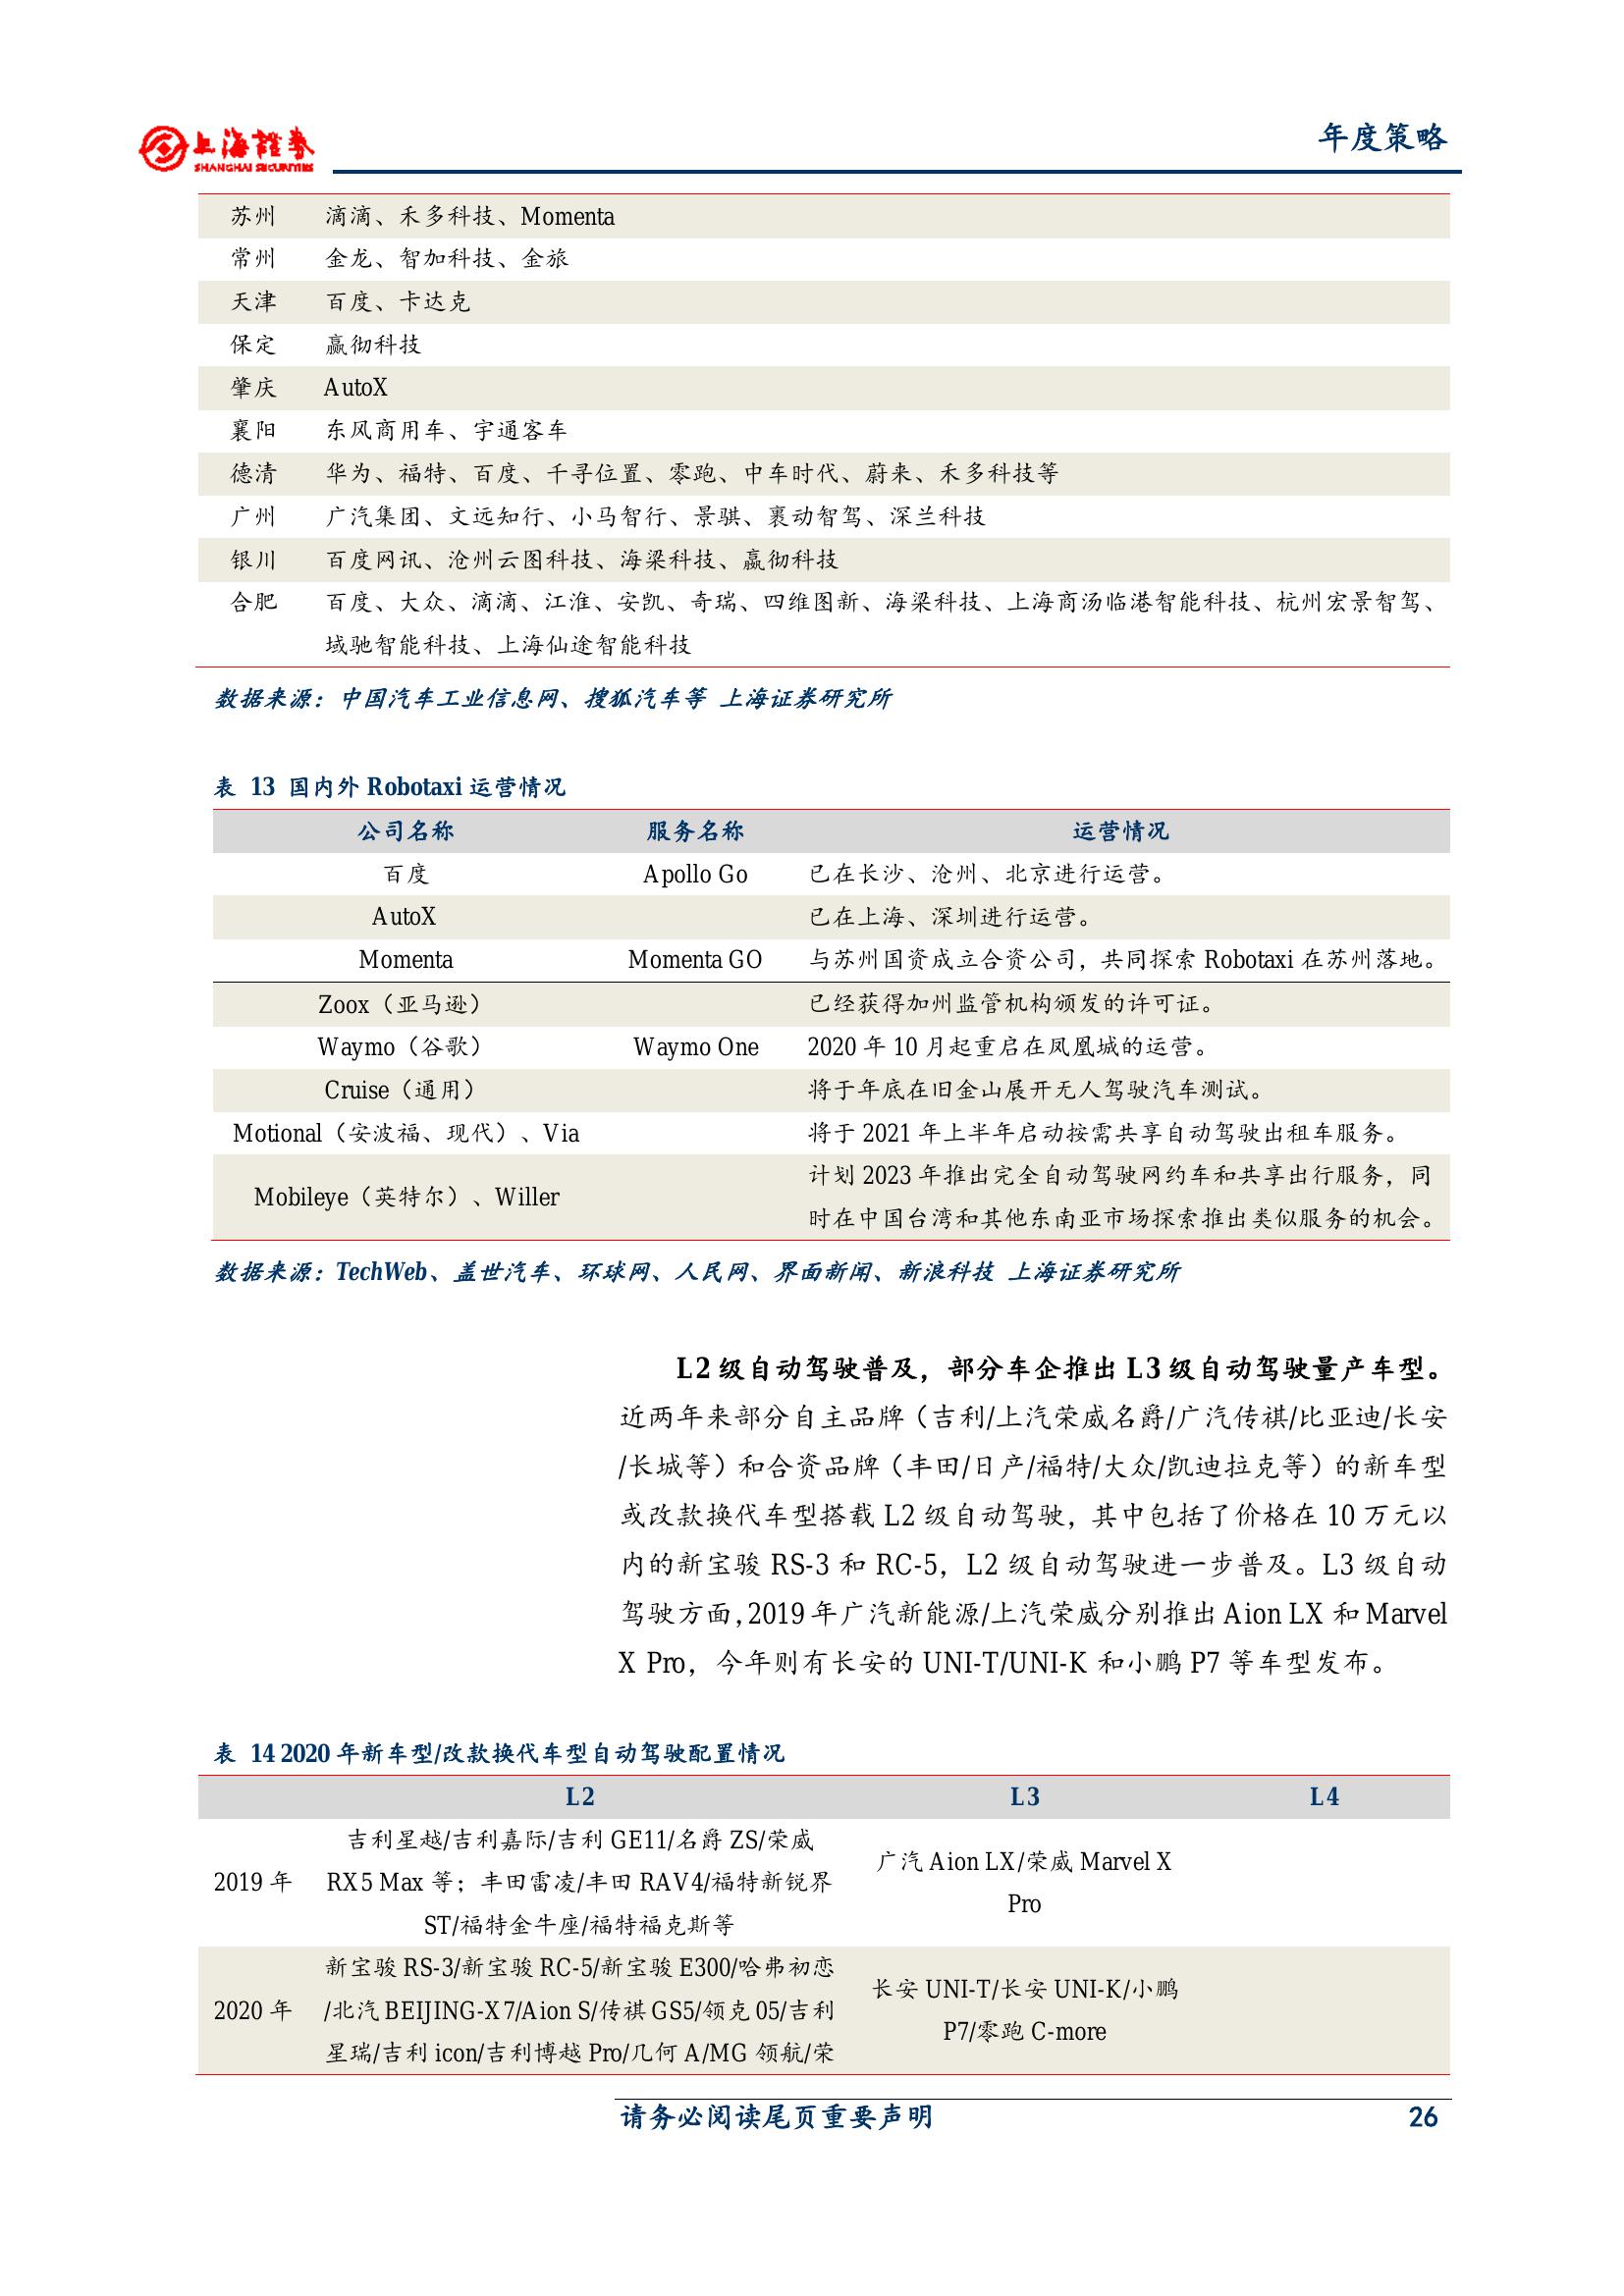 上海證券
SHANGHAI SECURITIES
年度策略
苏州 滴滴、禾多科技、Momenta
常州 金龙、智加科技、金旅
天津 百度、卡达克
保定 赢彻科技
肇庆 AutoX
襄阳 东风商用车、宇通客车
德清 华为、福特、百度、千寻位置、零跑、中车时代、蔚来、禾多科技等
广州 广汽集团、文远知行、小马智行、景骐、裹动智驾、深兰科技
银川 百度网讯、沧州云图科技、海梁科技、嬴彻科技
合肥 百度、大众、滴滴、江淮、安凯、奇瑞、四维图新、海梁科技、上海商汤临港智能科技、杭州宏景智驾、
域驰智能科技、上海仙途智能科技
数据来源：中国汽车工业信息网、搜狐汽车等 上海证券研究所
表 13 国内外 Robotaxi 运营情况
公司名称 服务名称 运营情况
百度 Apollo Go 已在长沙、沧州、北京进行运营。
AutoX 已在上海、深圳进行运营。
Momenta Momenta GO 与苏州国资成立合资公司，共同探索 Robotaxi 在苏州落地。
Zoox（亚马逊） 已经获得加州监管机构颁发的许可证。
Waymo（谷歌） Waymo One 2020 年 10 月起重启在凤凰城的运营。
Cruise（通用） 将于年底在旧金山展开无人驾驶汽车测试。
Motional（安波福、现代）、Via 将于 2021 年上半年启动按需共享自动驾驶出租车服务。
Mobileye（英特尔）、Willer 计划 2023 年推出完全自动驾驶网约车和共享出行服务，同
时在中国台湾和其他东南亚市场探索推出类似服务的机会。
数据来源：TechWeb、盖世汽车、环球网、人民网、界面新闻、新浪科技 上海证券研究所
L2 级自动驾驶普及，部分车企推出 L3 级自动驾驶量产车型。
近两年来部分自主品牌（吉利/上汽荣威名爵/广汽传祺/比亚迪/长安
/长城等）和合资品牌（丰田/日产/福特/大众/凯迪拉克等）的新车型
或改款换代车型搭载 L2 级自动驾驶，其中包括了价格在 10 万元以
内的新宝骏 RS-3 和 RC-5，L2 级自动驾驶进一步普及。L3 级自动
驾驶方面，2019 年广汽新能源/上汽荣威分别推出 Aion LX 和 Marvel
X Pro，今年则有长安的 UNI-T/UNI-K 和小鹏 P7 等车型发布。
表 14 2020 年新车型/改款换代车型自动驾驶配置情况
L2 L3 L4
吉利星越/吉利嘉际/吉利 GE11/名爵 ZS/荣威
2019 年 RX5 Max 等；丰田雷凌/丰田 RAV4/福特新锐界
ST/福特金牛座/福特福克斯等
广汽 Aion LX/荣威 Marvel X
Pro
新宝骏 RS-3/新宝骏 RC-5/新宝骏 E300/哈弗初恋
2020 年 /北汽 BEIJING-X7/Aion S/传祺 GS5/领克 05/吉利
星瑞/吉利 icon/吉利博越 Pro/几何 A/MG 领航/荣
长安 UNI-T/长安 UNI-K/小鹏
P7/零跑 C-more
请务必阅读尾页重要声明 26